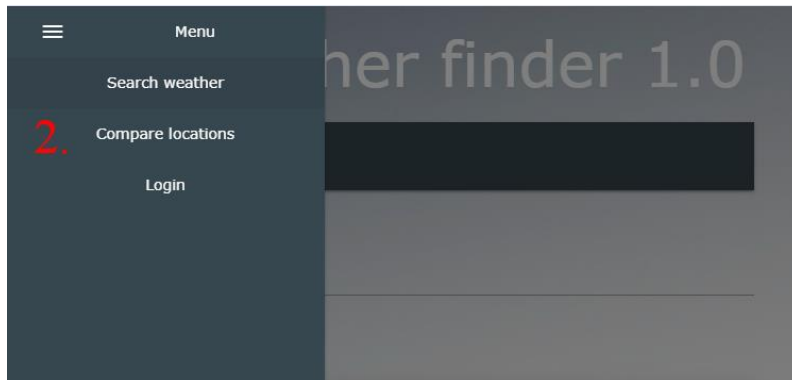 Menu
her finder 1.0
Search weather
2. Compare locations
Login